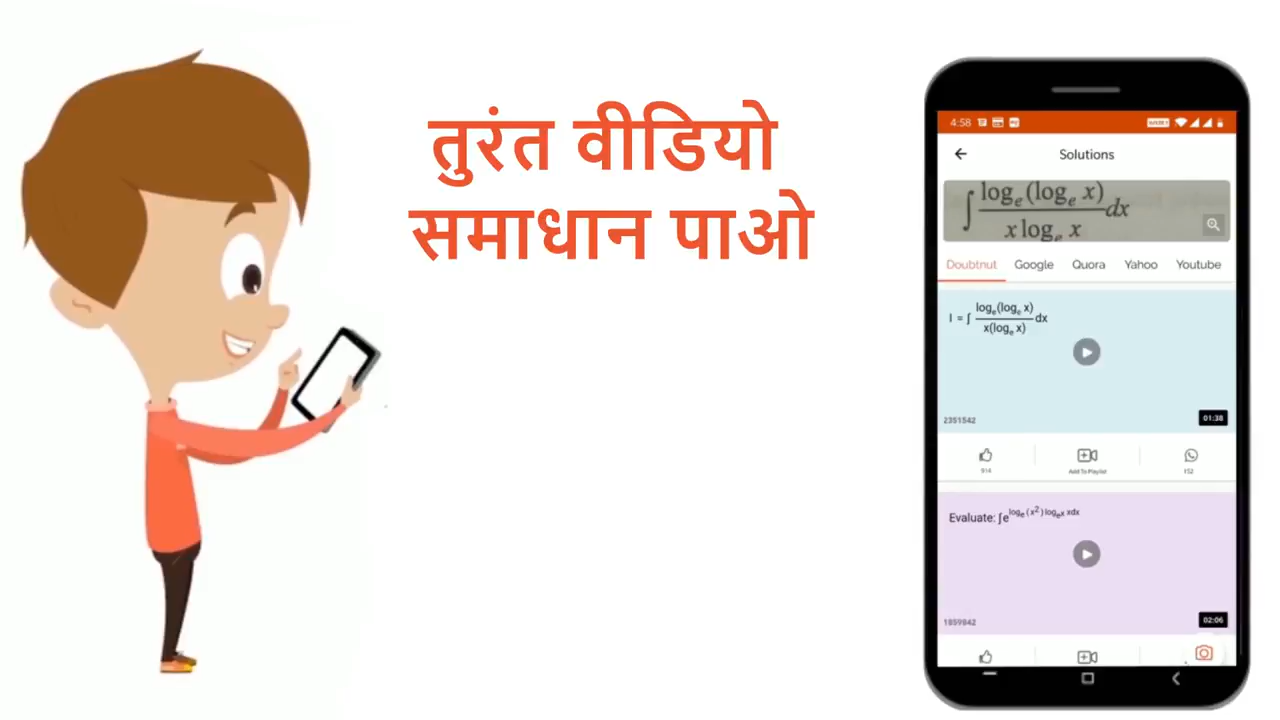 तुरंत वीडियो
समाधान पाओ
4:58
Solutions
∫ logₑ(logₑ x) / x logₑ x dx
Doubtnut Google Quora Yahoo Youtube
I = ∫ logₑ(logₑ x) / x(logₑ x) dx
2351542 01:38
914 Add To Playlist 152
Evaluate: ∫e^logₑ(x²)logₑx xdx
1859842 02:06